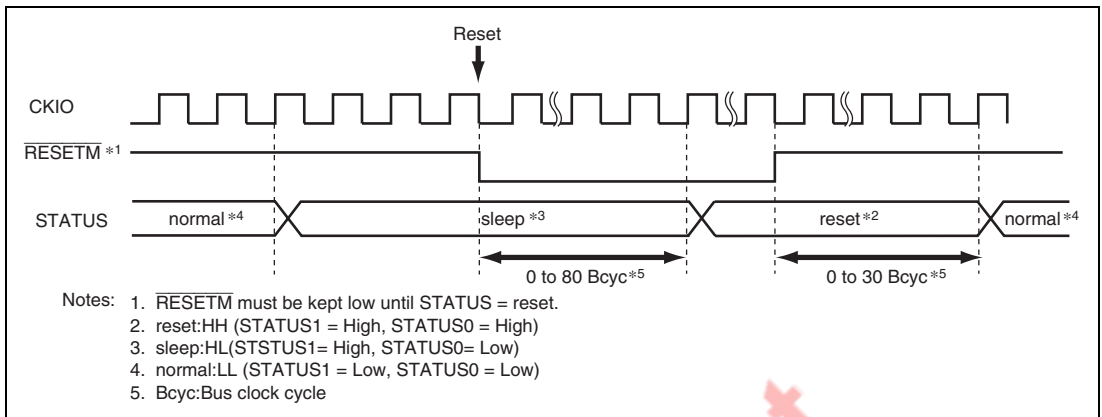 Reset
CKIO
RESETM *1
STATUS
normal *4
sleep *3
reset*2
normal *4
0 to 80 Bcyc*5
0 to 30 Bcyc*5
Notes: 1. RESETM must be kept low until STATUS = reset.
2. reset:HH (STATUS1 = High, STATUS0 = High)
3. sleep:HL(STSTUS1= High, STATUS0= Low)
4. normal:LL (STATUS1 = Low, STATUS0 = Low)
5. Bcyc:Bus clock cycle